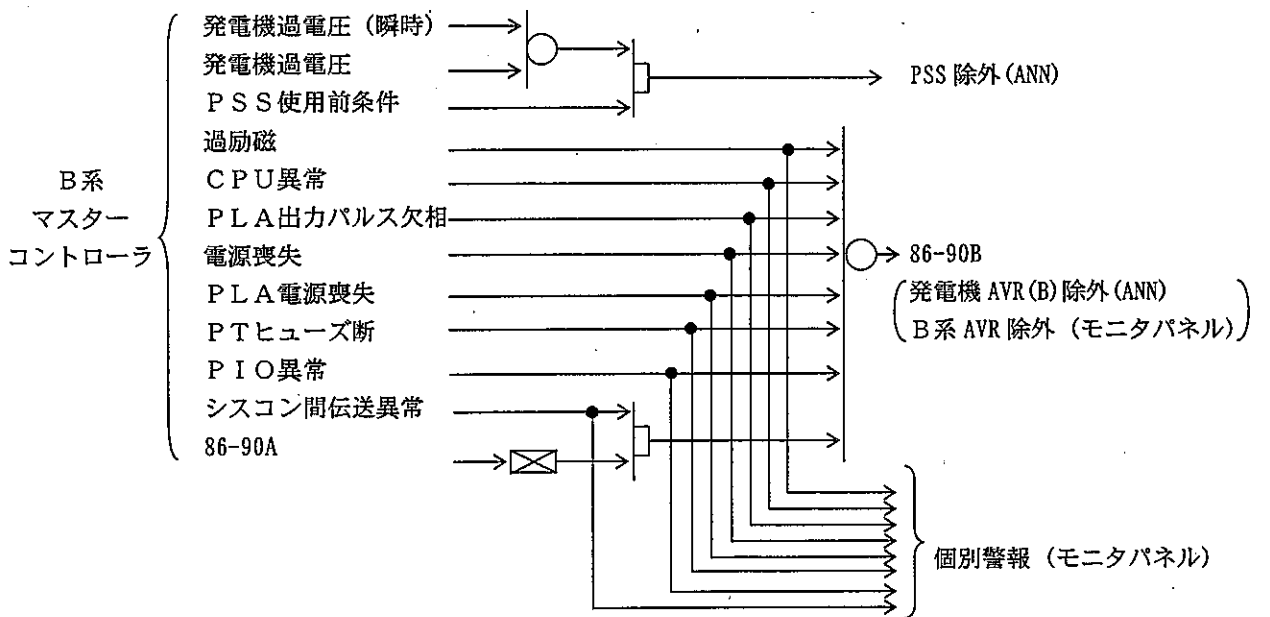 発電機過電圧（瞬時）
発電機過電圧
PSS除外(ANN)
ＰＳＳ使用前条件
過励磁
Ｂ系
マスター
コントローラ
ＣＰＵ異常
ＰＬＡ出力パルス欠相
電源喪失
86-90B
ＰＬＡ電源喪失
発電機AVR(B)除外(ANN)
ＰＴヒューズ断
Ｂ系AVR除外（モニタパネル）
ＰＩＯ異常
シスコン間伝送異常
86-90A
個別警報（モニタパネル）